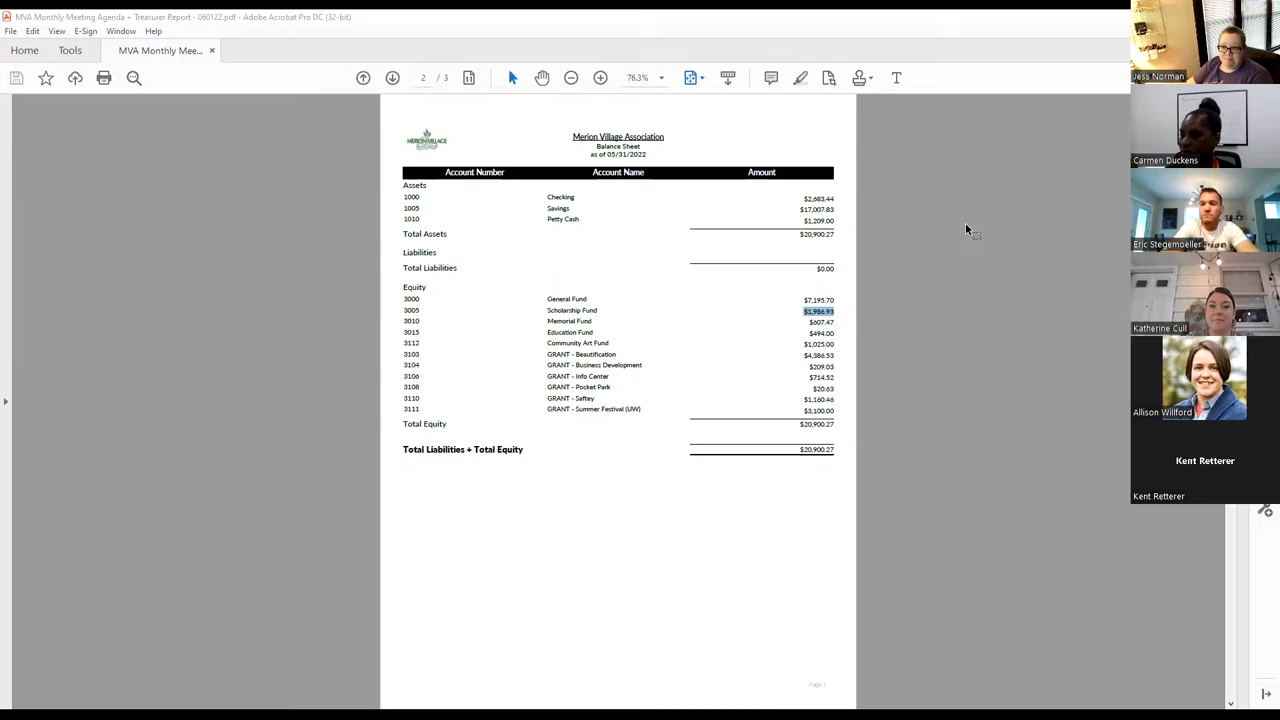 MVA Monthly Meeting Agenda + Treasurer Report - 060122.pdf - Adobe Acrobat Pro DC (32-bit)
File Edit View E-Sign Window Help
Home Tools MVA Monthly Mee... ×
2 / 3 76.3%
MERION VILLAGE
Merion Village Association
Balance Sheet
as of 05/31/2022
Account Number Account Name Amount
Assets
1000 Checking $2,683.44
1005 Savings $17,007.83
1010 Petty Cash $1,209.00
Total Assets $20,900.27
Liabilities
Total Liabilities $0.00
Equity
3000 General Fund $7,195.70
3005 Scholarship Fund $1,986.93
3010 Memorial Fund $607.47
3015 Education Fund $494.00
3112 Community Art Fund $1,025.00
3103 GRANT - Beautification $4,386.53
3104 GRANT - Business Development $209.03
3106 GRANT - Info Center $714.52
3108 GRANT - Pocket Park $20.63
3110 GRANT - Saftey $1,160.46
3111 GRANT - Summer Festival (UW) $3,100.00
Total Equity $20,900.27
Total Liabilities + Total Equity $20,900.27
Page 1
Jess Norman
Carmen Duckens
Eric Stegemoeller
Katherine Cull
Allison Willford
Kent Retterer
Kent Retterer